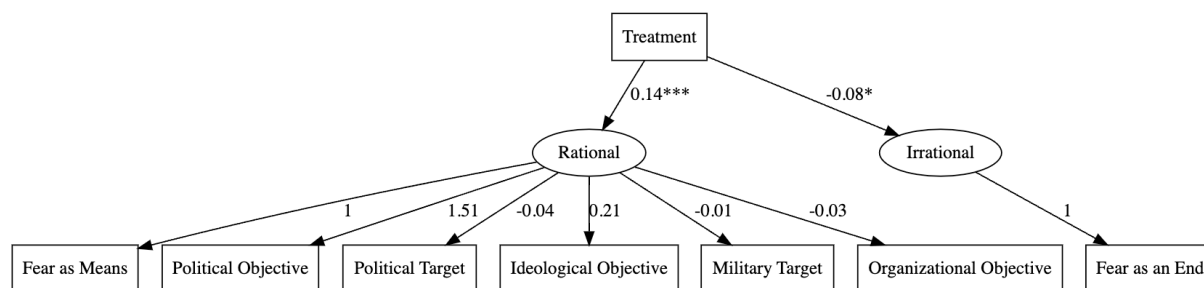 Treatment
0.14***
-0.08*
Rational
Irrational
1
1.51
-0.04
0.21
-0.01
-0.03
1
Fear as Means
Political Objective
Political Target
Ideological Objective
Military Target
Organizational Objective
Fear as an End